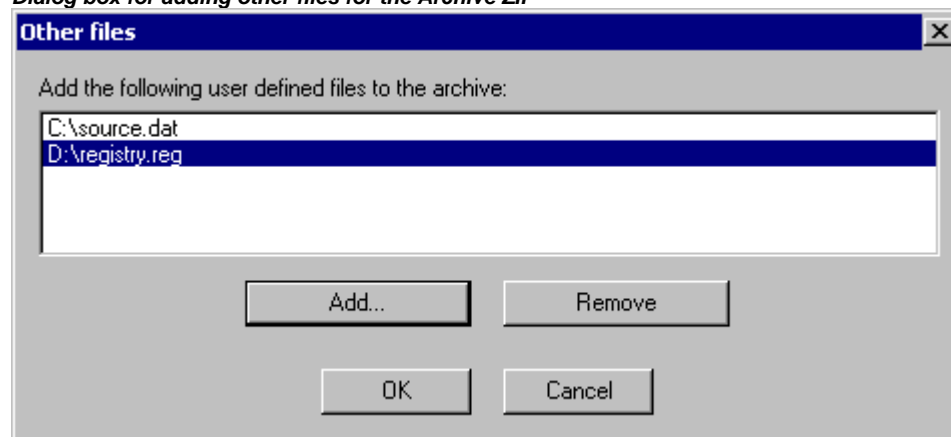 Dialog box for adding other files for the Archive Zip
Other files
Add the following user defined files to the archive:
C:\source.dat
D:\registry.reg
Add... Remove
OK Cancel